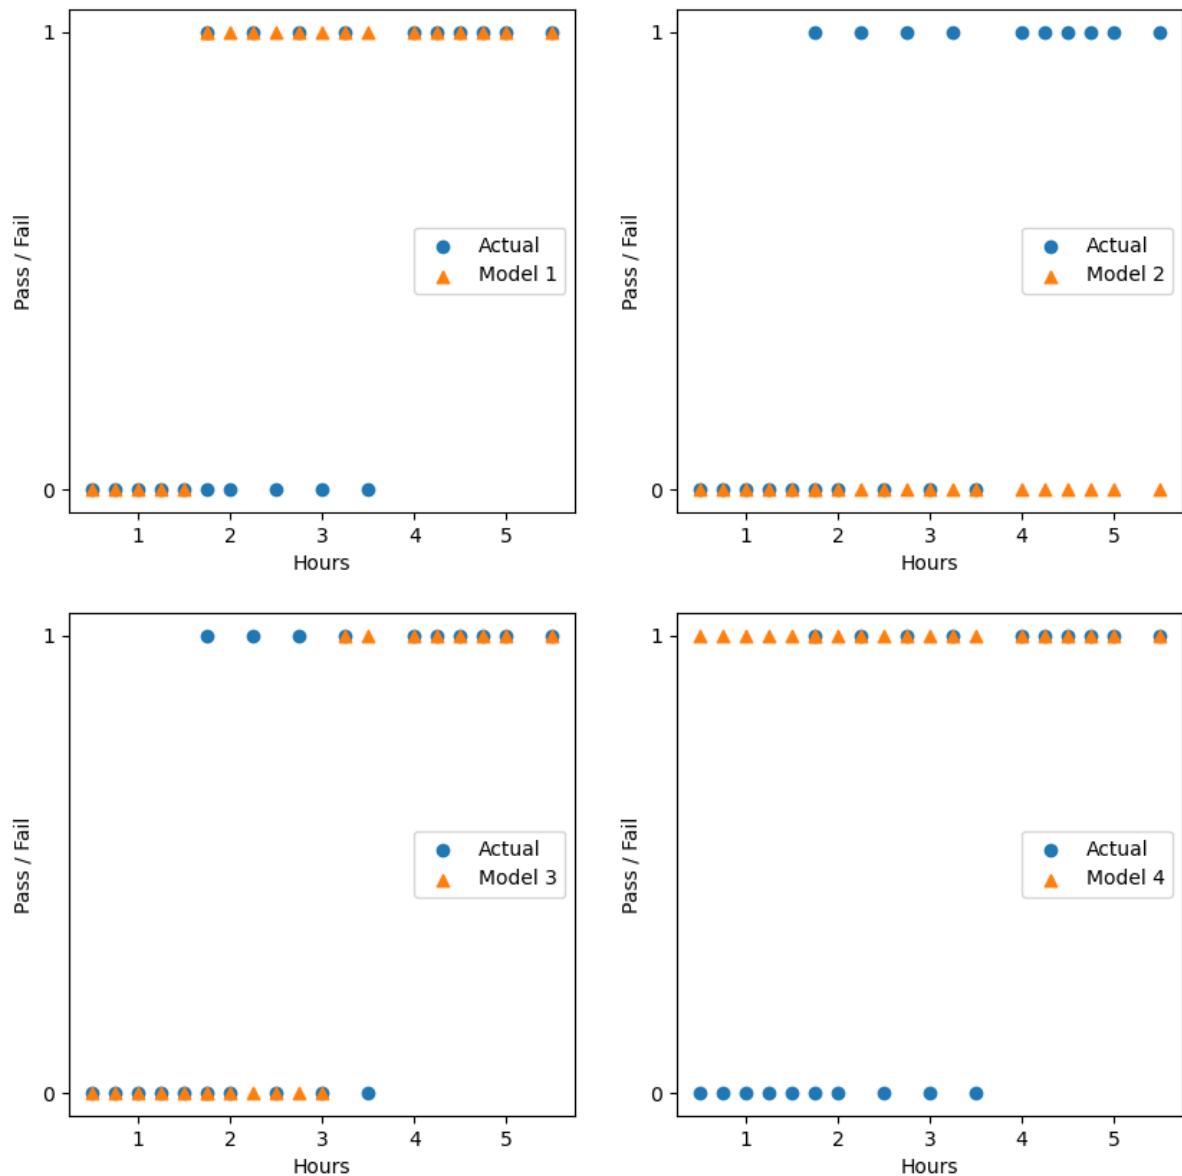 1
0
Pass / Fail
Actual
Model 1
1 2 3 4 5
Hours
1
0
Pass / Fail
Actual
Model 2
1 2 3 4 5
Hours
1
0
Pass / Fail
Actual
Model 3
1 2 3 4 5
Hours
1
0
Pass / Fail
Actual
Model 4
1 2 3 4 5
Hours